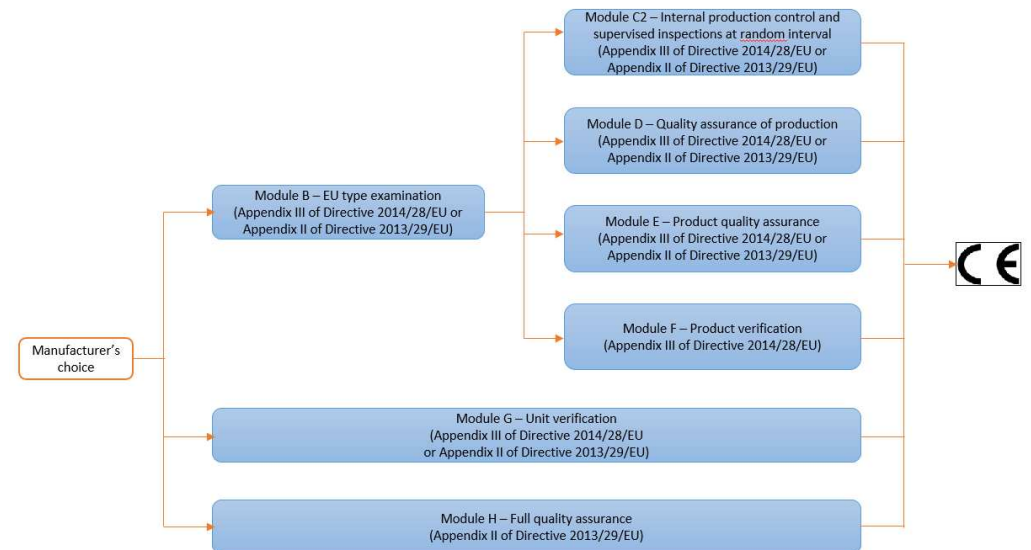 Module C2 – Internal production control and
supervised inspections at random interval
(Appendix III of Directive 2014/28/EU or
Appendix II of Directive 2013/29/EU)
Module D – Quality assurance of production
(Appendix III of Directive 2014/28/EU or
Appendix II of Directive 2013/29/EU)
Module B – EU type examination
(Appendix III of Directive 2014/28/EU or
Appendix II of Directive 2013/29/EU)
Module E – Product quality assurance
(Appendix III of Directive 2014/28/EU or
Appendix II of Directive 2013/29/EU)
CE
Module F – Product verification
(Appendix III of Directive 2014/28/EU)
Manufacturer's
choice
Module G – Unit verification
(Appendix III of Directive 2014/28/EU
or Appendix II of Directive 2013/29/EU)
Module H – Full quality assurance
(Appendix II of Directive 2013/29/EU)